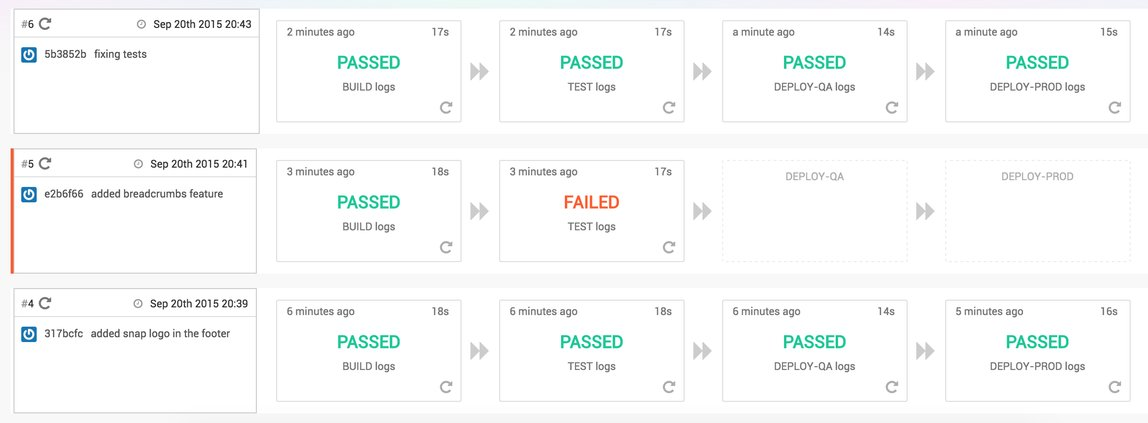 #6 Sep 20th 2015 20:43
5b3852b fixing tests
2 minutes ago 17s
PASSED
BUILD logs
2 minutes ago 17s
PASSED
TEST logs
a minute ago 14s
PASSED
DEPLOY-QA logs
a minute ago 15s
PASSED
DEPLOY-PROD logs
#5 Sep 20th 2015 20:41
e2b6f66 added breadcrumbs feature
3 minutes ago 18s
PASSED
BUILD logs
3 minutes ago 17s
FAILED
TEST logs
DEPLOY-QA
DEPLOY-PROD
#4 Sep 20th 2015 20:39
317bcfc added snap logo in the footer
6 minutes ago 18s
PASSED
BUILD logs
6 minutes ago 18s
PASSED
TEST logs
6 minutes ago 14s
PASSED
DEPLOY-QA logs
5 minutes ago 16s
PASSED
DEPLOY-PROD logs